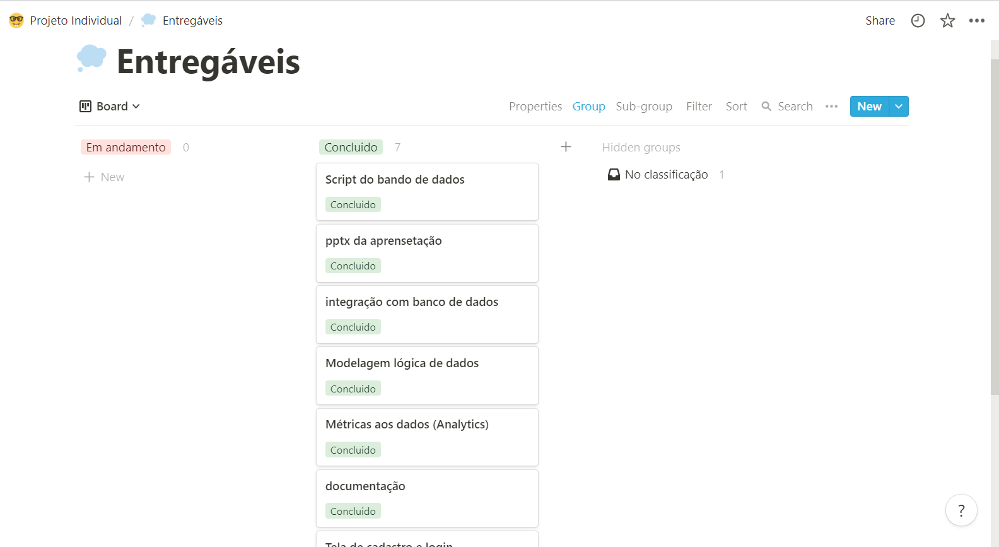 Projeto Individual / Entregáveis
Share
Entregáveis
Board
Properties Group Sub-group Filter Sort Search New
Em andamento 0
New
Concluido 7
Script do bando de dados
Concluido
pptx da aprensetação
Concluido
integração com banco de dados
Concluido
Modelagem lógica de dados
Concluido
Métricas aos dados (Analytics)
Concluido
documentação
Concluido
Tela de cadastro e login
Hidden groups
No classificação 1
?